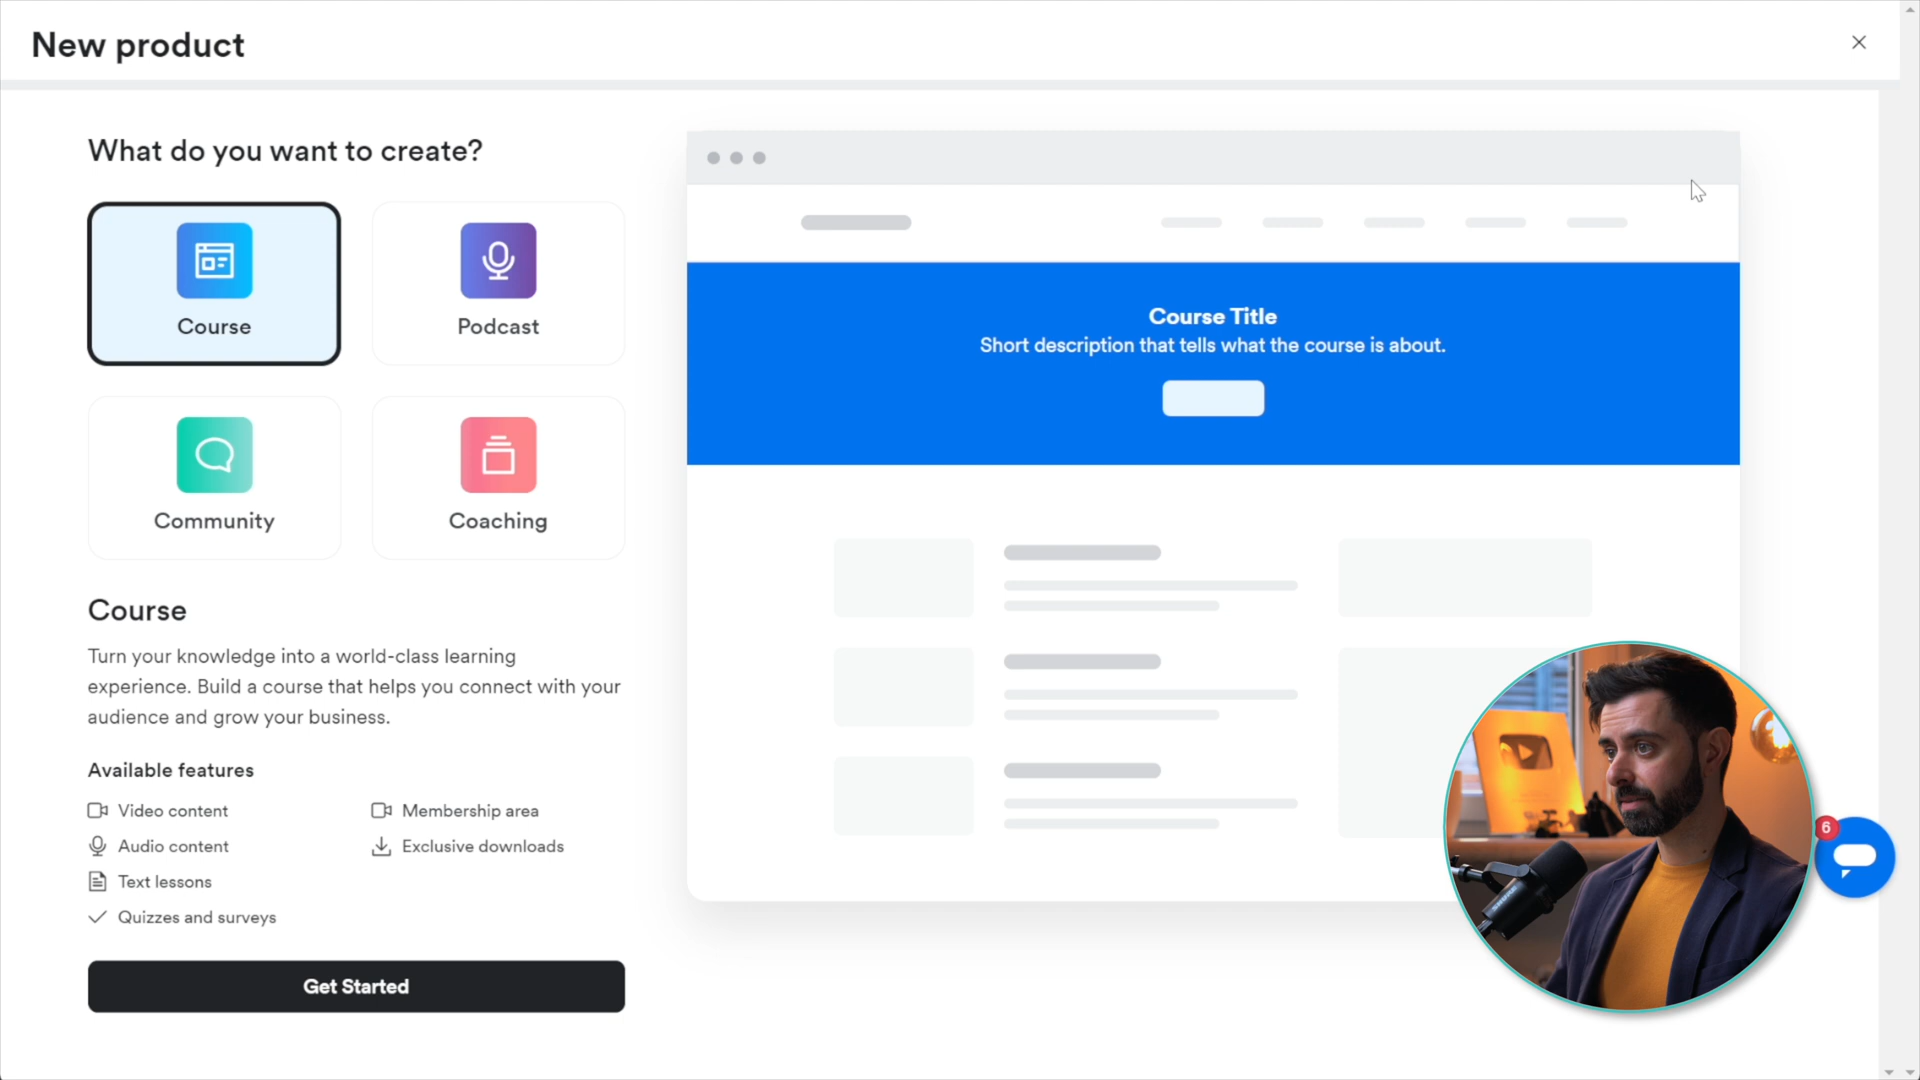 New product
What do you want to create?
Course
Podcast
Community
Coaching
Course
Turn your knowledge into a world-class learning
experience. Build a course that helps you connect with your
audience and grow your business.
Available features
Video content
Membership area
Audio content
Exclusive downloads
Text lessons
Quizzes and surveys
Get Started
Course Title
Short description that tells what the course is about.
SHURE
6